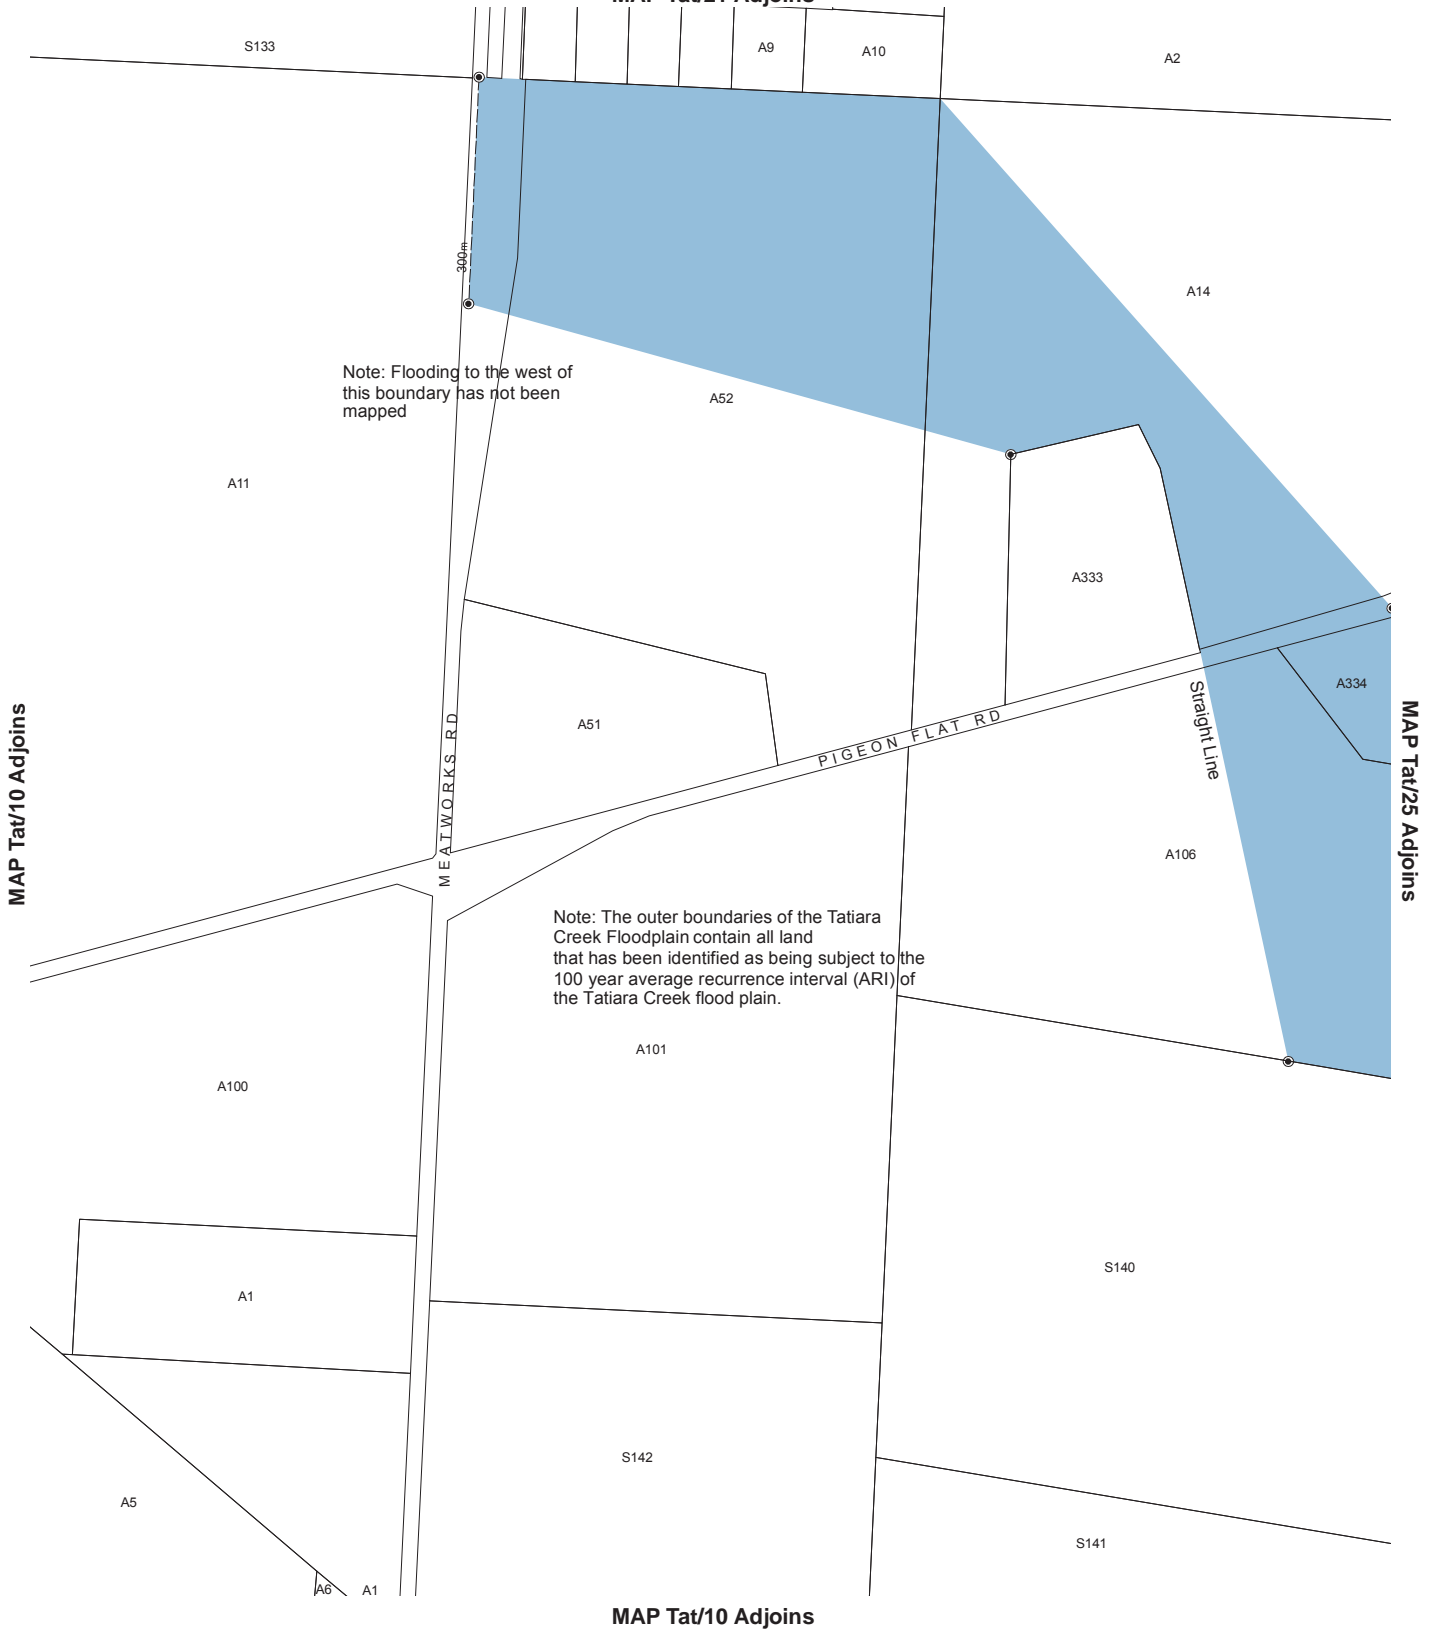 MAP Tat/21 Adjoins
S133
A9
A10
A2
300m
A14
Note: Flooding to the west of
this boundary has not been
mapped
A52
A11
A333
A334
Straight Line
MAP Tat/10 Adjoins
MAP Tat/25 Adjoins
A51
MEATWORKS RD
PIGEON FLAT RD
A106
Note: The outer boundaries of the Tatiara
Creek Floodplain contain all land
that has been identified as being subject to the
100 year average recurrence interval (ARI) of
the Tatiara Creek flood plain.
A101
A100
S140
A1
S142
A5
S141
A6
A1
MAP Tat/10 Adjoins